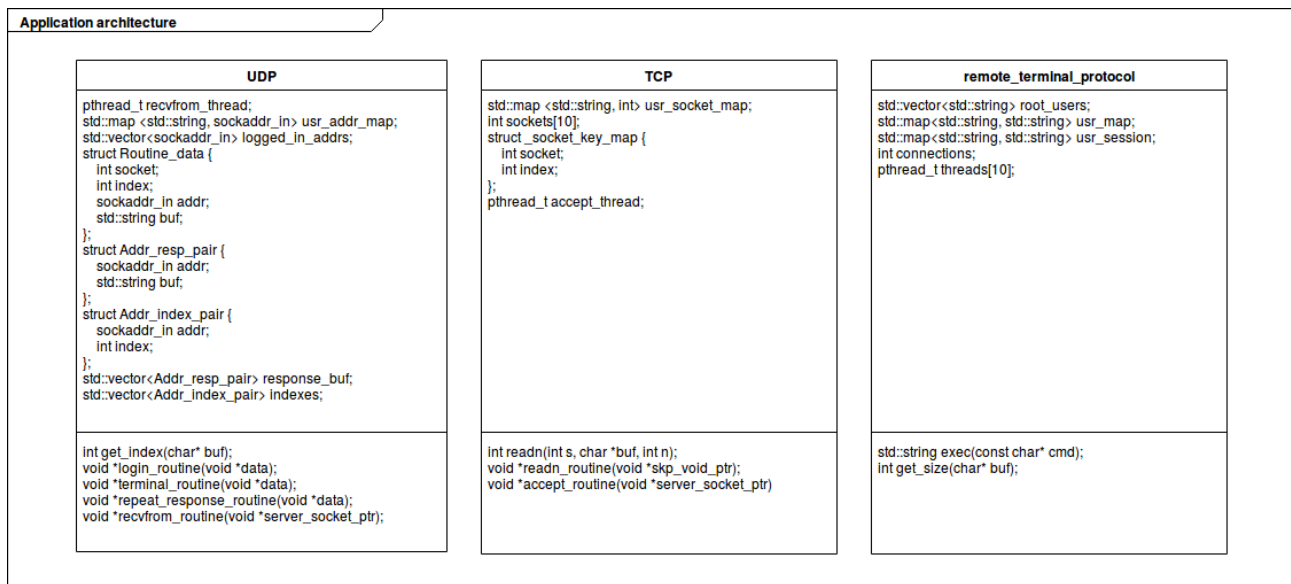 Application architecture
UDP
pthread_t recvfrom_thread;
std::map <std::string, sockaddr_in> usr_addr_map;
std::vector<sockaddr_in> logged_in_addrs;
struct Routine_data {
int socket;
int index;
sockaddr_in addr;
std::string buf;
};
struct Addr_resp_pair {
sockaddr_in addr;
std::string buf;
};
struct Addr_index_pair {
sockaddr_in addr;
int index;
};
std::vector<Addr_resp_pair> response_buf;
std::vector<Addr_index_pair> indexes;
int get_index(char* buf);
void *login_routine(void *data);
void *terminal_routine(void *data);
void *repeat_response_routine(void *data);
void *recvfrom_routine(void *server_socket_ptr);
TCP
std::map <std::string, int> usr_socket_map;
int sockets[10];
struct _socket_key_map {
int socket;
int index;
};
pthread_t accept_thread;
int readn(int s, char *buf, int n);
void *readn_routine(void *skp_void_ptr);
void *accept_routine(void *server_socket_ptr)
remote_terminal_protocol
std::vector<std::string> root_users;
std::map<std::string, std::string> usr_map;
std::map<std::string, std::string> usr_session;
int connections;
pthread_t threads[10];
std::string exec(const char* cmd);
int get_size(char* buf);